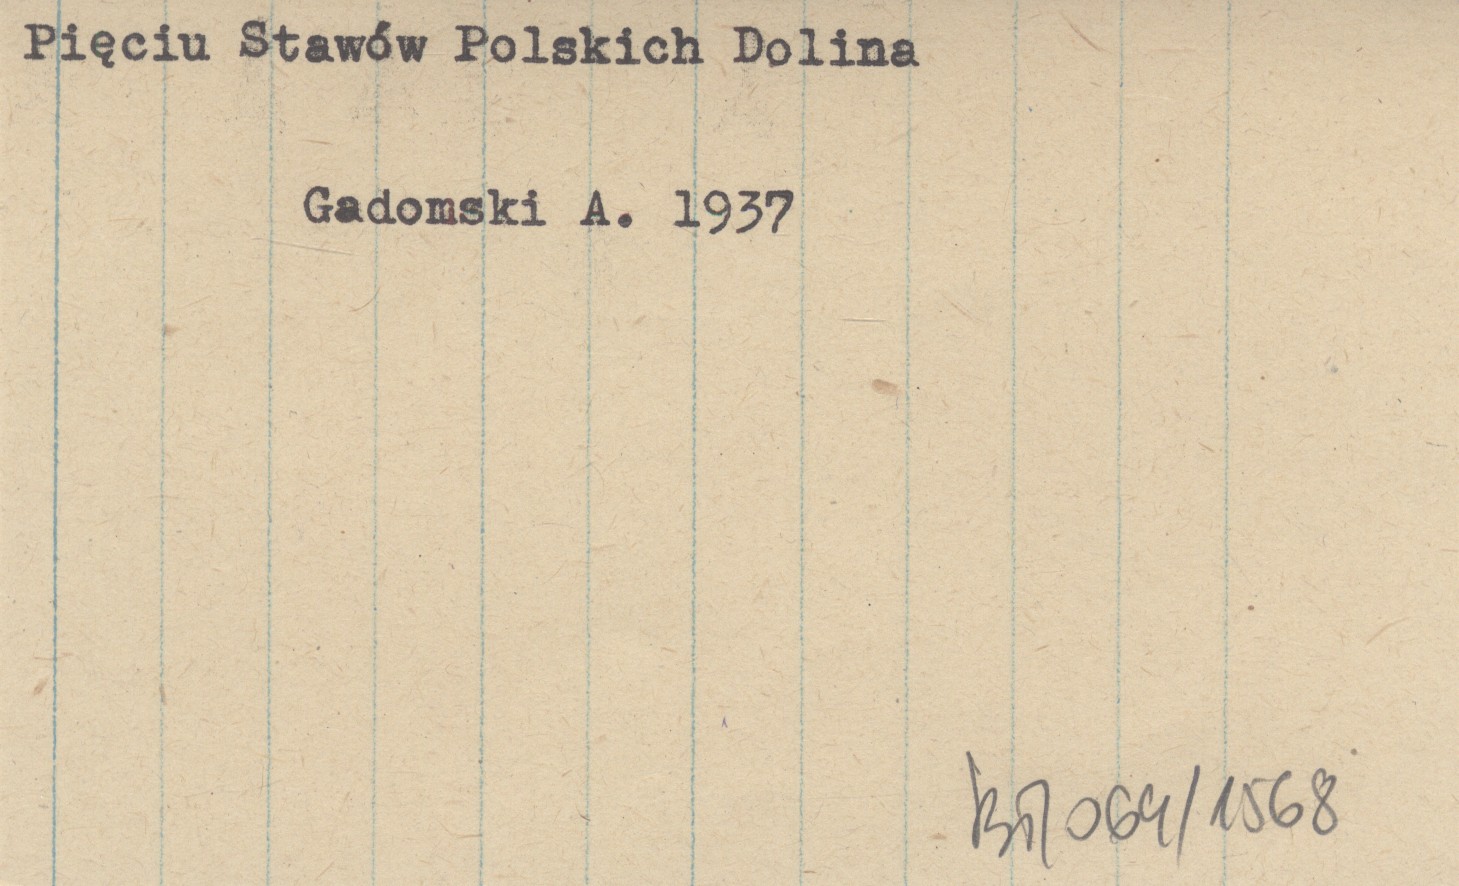 Pięciu Stawów Polskich Dolina
Gadomski A. 1937
064/1568